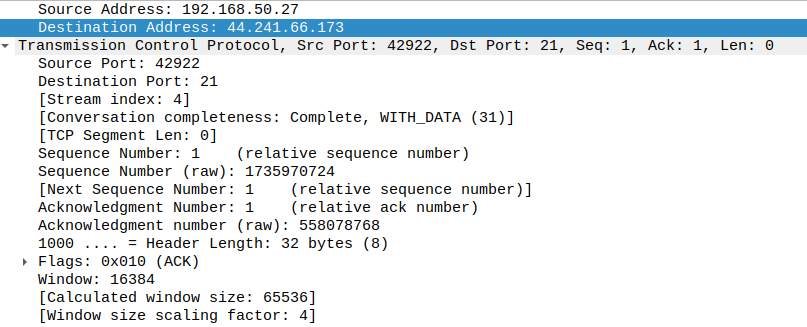 Source Address: 192.168.50.27
Destination Address: 44.241.66.173
Transmission Control Protocol, Src Port: 42922, Dst Port: 21, Seq: 1, Ack: 1, Len: 0
Source Port: 42922
Destination Port: 21
[Stream index: 4]
[Conversation completeness: Complete, WITH_DATA (31)]
[TCP Segment Len: 0]
Sequence Number: 1    (relative sequence number)
Sequence Number (raw): 1735970724
[Next Sequence Number: 1    (relative sequence number)]
Acknowledgment Number: 1    (relative ack number)
Acknowledgment number (raw): 558078768
1000 .... = Header Length: 32 bytes (8)
Flags: 0x010 (ACK)
Window: 16384
[Calculated window size: 65536]
[Window size scaling factor: 4]